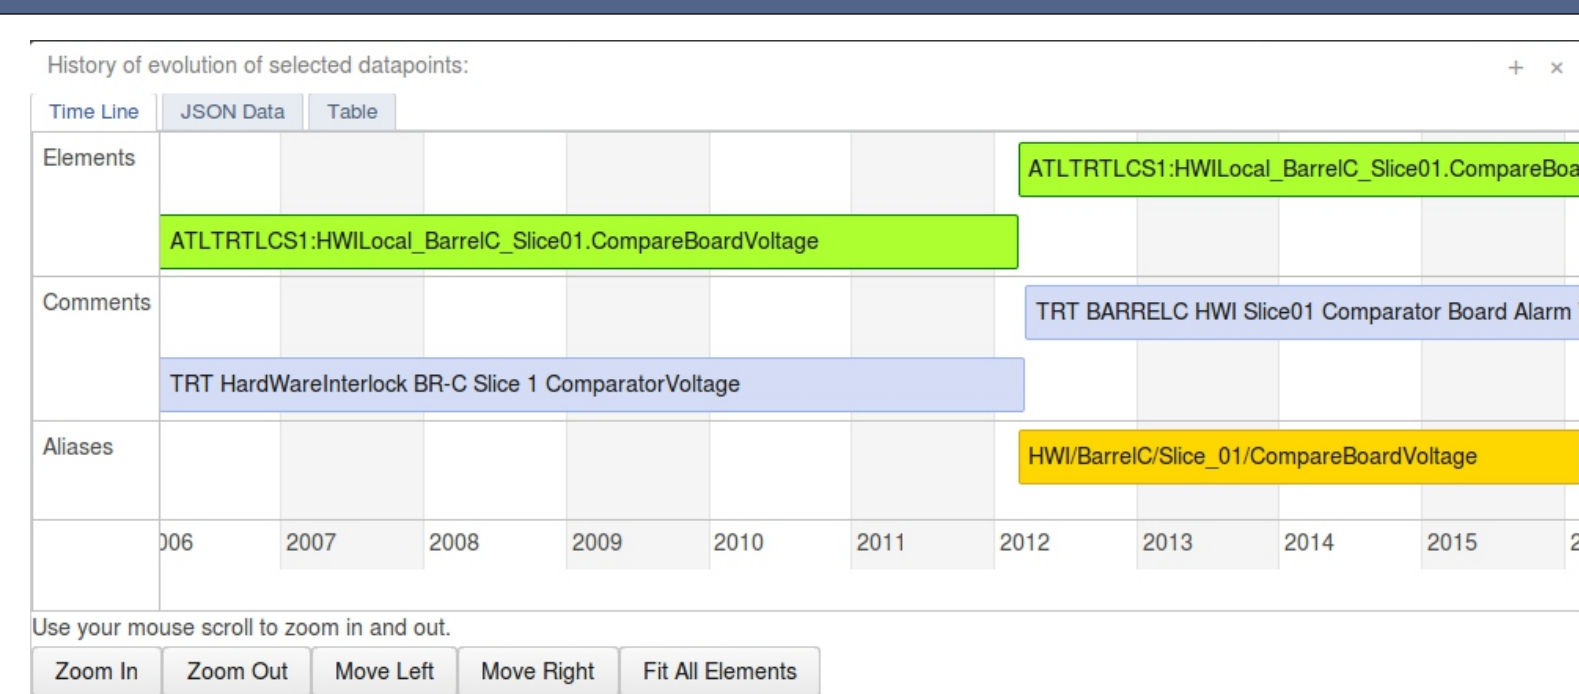 History of evolution of selected datapoints:
+ ×
Time Line JSON Data Table
Elements
ATLTRTLCS1:HWILocal_BarrelC_Slice01.CompareBoa
ATLTRTLCS1:HWILocal_BarrelC_Slice01.CompareBoardVoltage
Comments
TRT BARRELC HWI Slice01 Comparator Board Alarm
TRT HardWareInterlock BR-C Slice 1 ComparatorVoltage
Aliases
HWI/BarrelC/Slice_01/CompareBoardVoltage
006 2007 2008 2009 2010 2011 2012 2013 2014 2015 2
Use your mouse scroll to zoom in and out.
Zoom In Zoom Out Move Left Move Right Fit All Elements